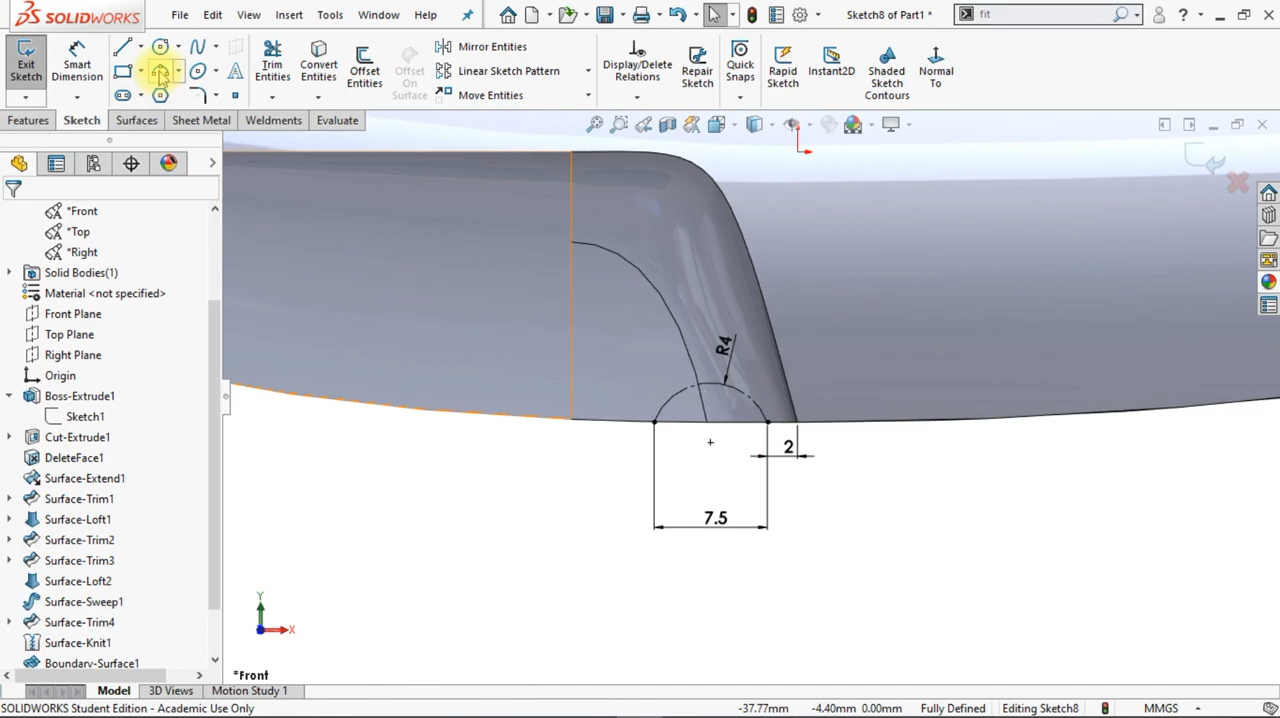 SOLIDWORKS File Edit View Insert Tools Window Help Sketch8 of Part1 * fit
Exit Sketch
Smart Dimension
Trim Entities
Convert Entities
Offset Entities
Offset On Surface
Mirror Entities
Linear Sketch Pattern
Move Entities
Display/Delete Relations
Repair Sketch
Quick Snaps
Rapid Sketch
Instant2D
Shaded Sketch Contours
Normal To
Features Sketch Surfaces Sheet Metal Weldments Evaluate
*Front
*Top
*Right
Solid Bodies(1)
Material <not specified>
Front Plane
Top Plane
Right Plane
Origin
Boss-Extrude1
Sketch1
Cut-Extrude1
DeleteFace1
Surface-Extend1
Surface-Trim1
Surface-Loft1
Surface-Trim2
Surface-Trim3
Surface-Loft2
Surface-Sweep1
Surface-Trim4
Surface-Knit1
Boundary-Surface1
R4
2
7.5
Y
X
*Front
Model 3D Views Motion Study 1
SOLIDWORKS Student Edition - Academic Use Only -37.77mm -4.40mm 0.00mm Fully Defined Editing Sketch8 MMGS